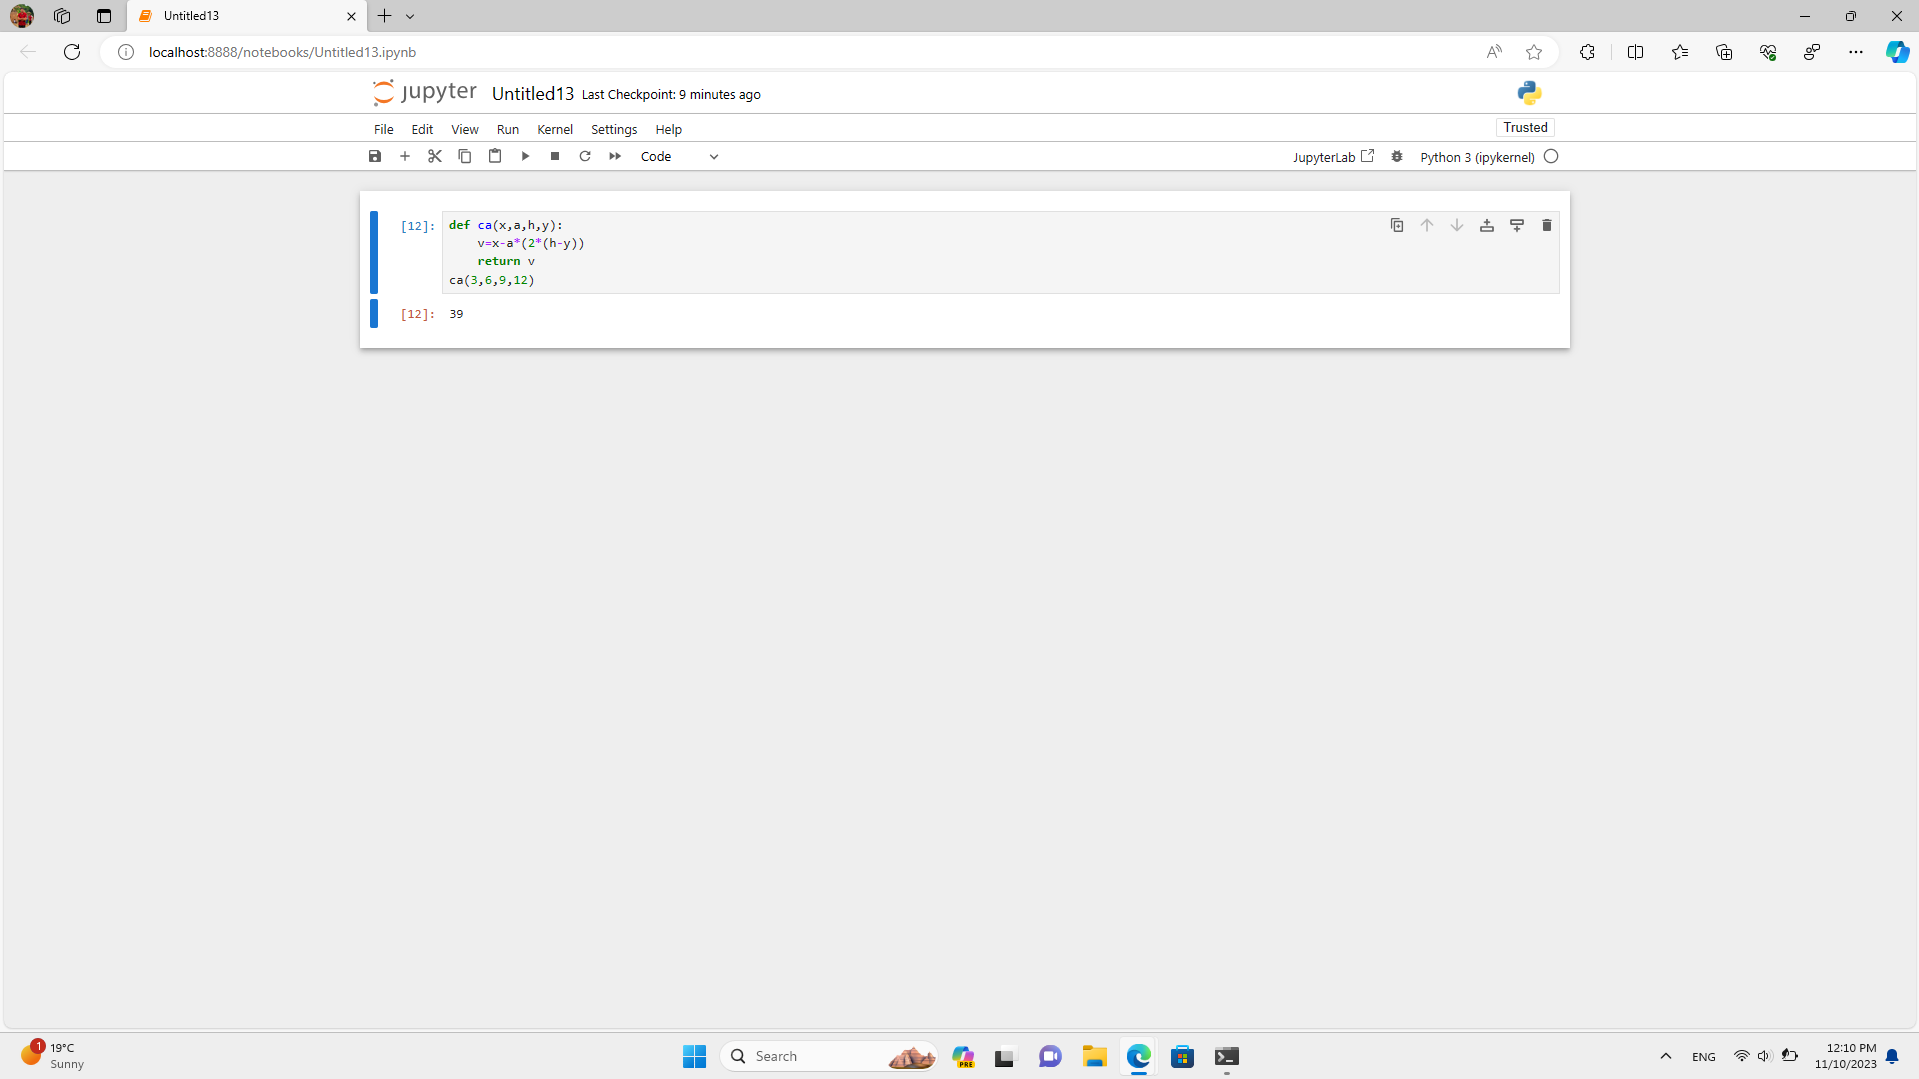 Untitled13
localhost:8888/notebooks/Untitled13.ipynb
jupyter Untitled13 Last Checkpoint: 9 minutes ago
File Edit View Run Kernel Settings Help
Trusted
Code
JupyterLab
Python 3 (ipykernel)
[12]: def ca(x,a,h,y):
    v=x-a*(2*(h-y))
    return v
ca(3,6,9,12)
[12]: 39
1
19°C
Sunny
Search
PRE
ENG
12:10 PM
11/10/2023